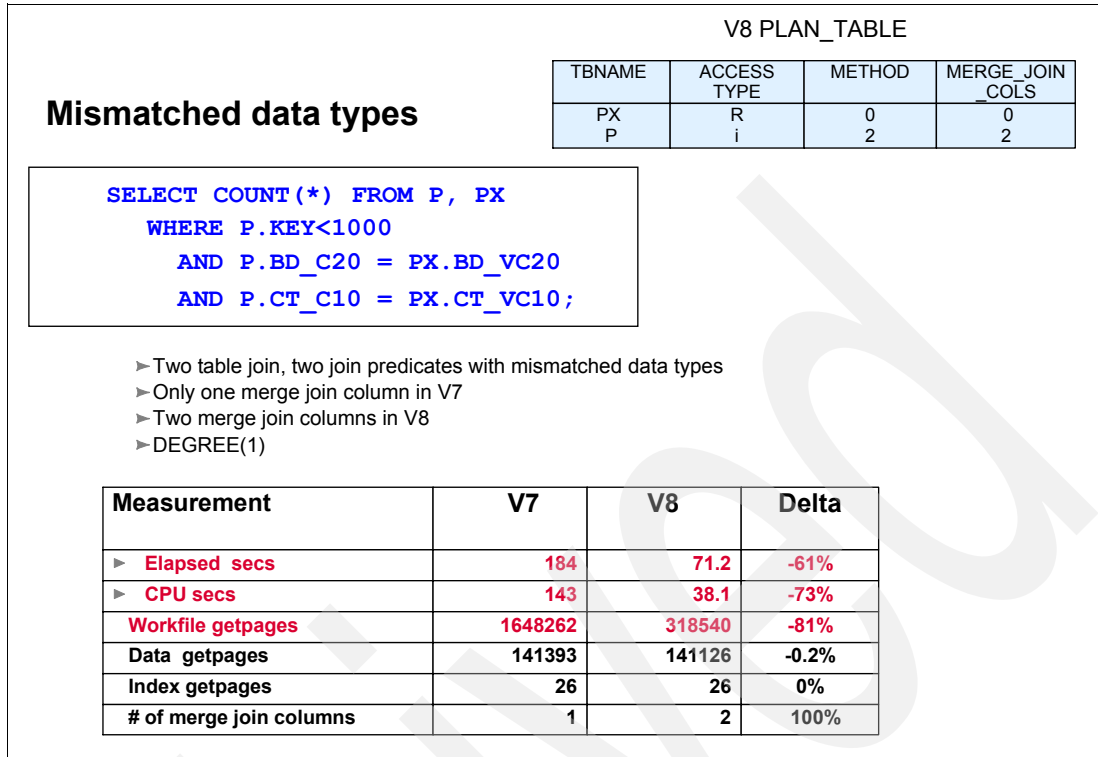 V8 PLAN_TABLE
TBNAME ACCESS TYPE METHOD MERGE_JOIN _COLS
PX R 0 0
P i 2 2
Mismatched data types
SELECT COUNT(*) FROM P, PX
WHERE P.KEY<1000
AND P.BD_C20 = PX.BD_VC20
AND P.CT_C10 = PX.CT_VC10;
►Two table join, two join predicates with mismatched data types
►Only one merge join column in V7
►Two merge join columns in V8
►DEGREE(1)
Measurement V7 V8 Delta
► Elapsed secs 184 71.2 -61%
► CPU secs 143 38.1 -73%
Workfile getpages 1648262 318540 -81%
Data getpages 141393 141126 -0.2%
Index getpages 26 26 0%
# of merge join columns 1 2 100%